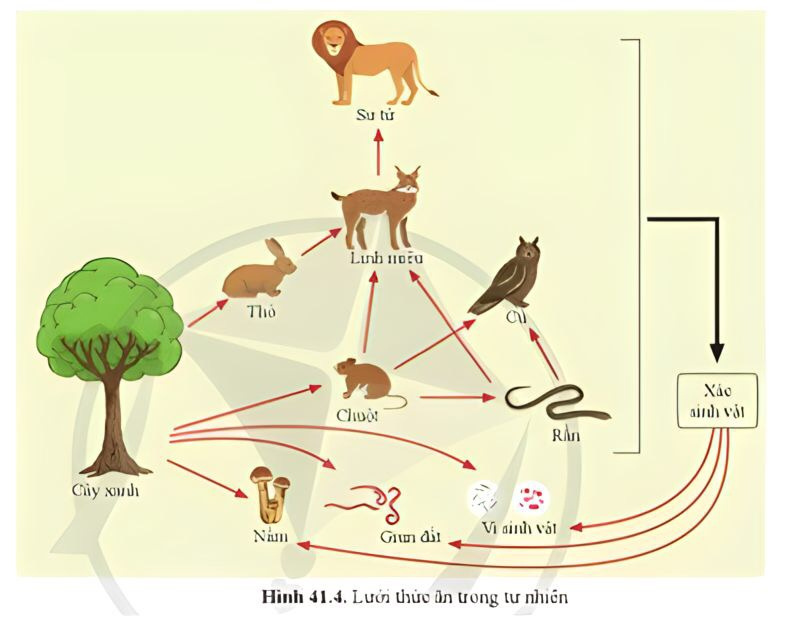 Sư tử
Linh miêu
Thỏ
Cú
Chuột
Rắn
Xác
sinh vật
Cây xanh
Nấm
Giun đất
Vi sinh vật
Hình 41.4. Lưới thức ăn trong tự nhiên